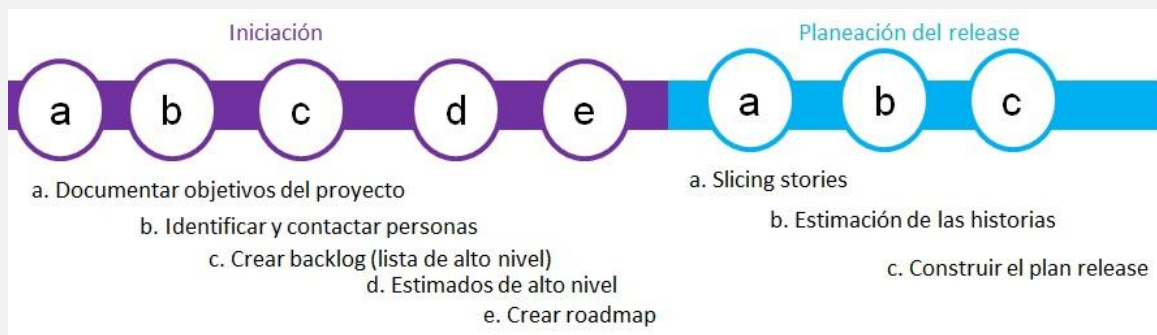 Iniciación
Planeación del release
a
b
c
d
e
a
b
c
a. Documentar objetivos del proyecto
b. Identificar y contactar personas
c. Crear backlog (lista de alto nivel)
d. Estimados de alto nivel
e. Crear roadmap
a. Slicing stories
b. Estimación de las historias
c. Construir el plan release